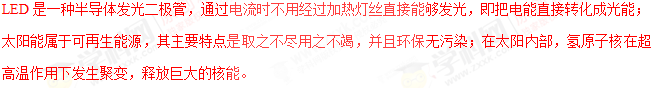 LED 是一种半导体发光二极管，通过电流时不用经过加热灯丝直接能够发光，即把电能直接转化成光能；
太阳能属于可再生能源，其主要特点是取之不尽用之不竭，并且环保无污染；在太阳内部，氢原子核在超
高温作用下发生聚变，释放巨大的核能。